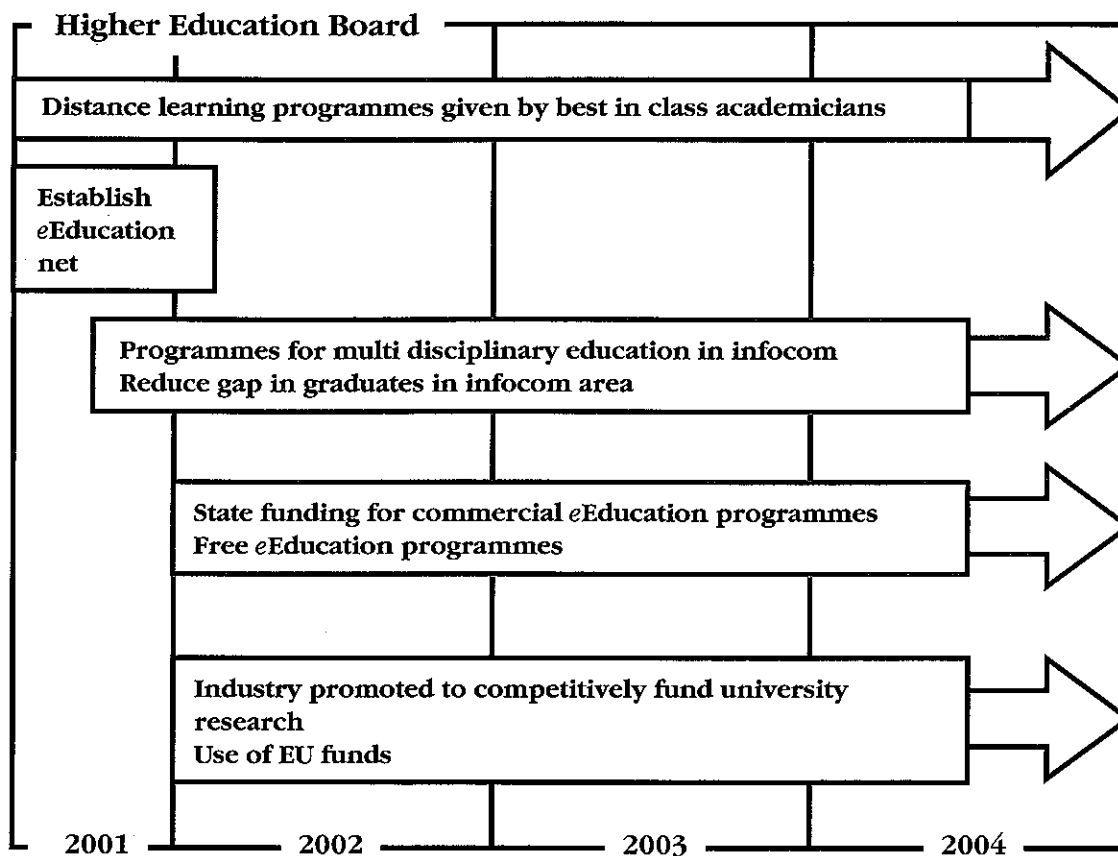 Higher Education Board
Distance learning programmes given by best in class academicians
Establish
eEducation
net
Programmes for multi disciplinary education in infocom
Reduce gap in graduates in infocom area
State funding for commercial eEducation programmes
Free eEducation programmes
Industry promoted to competitively fund university
research
Use of EU funds
2001 2002 2003 2004